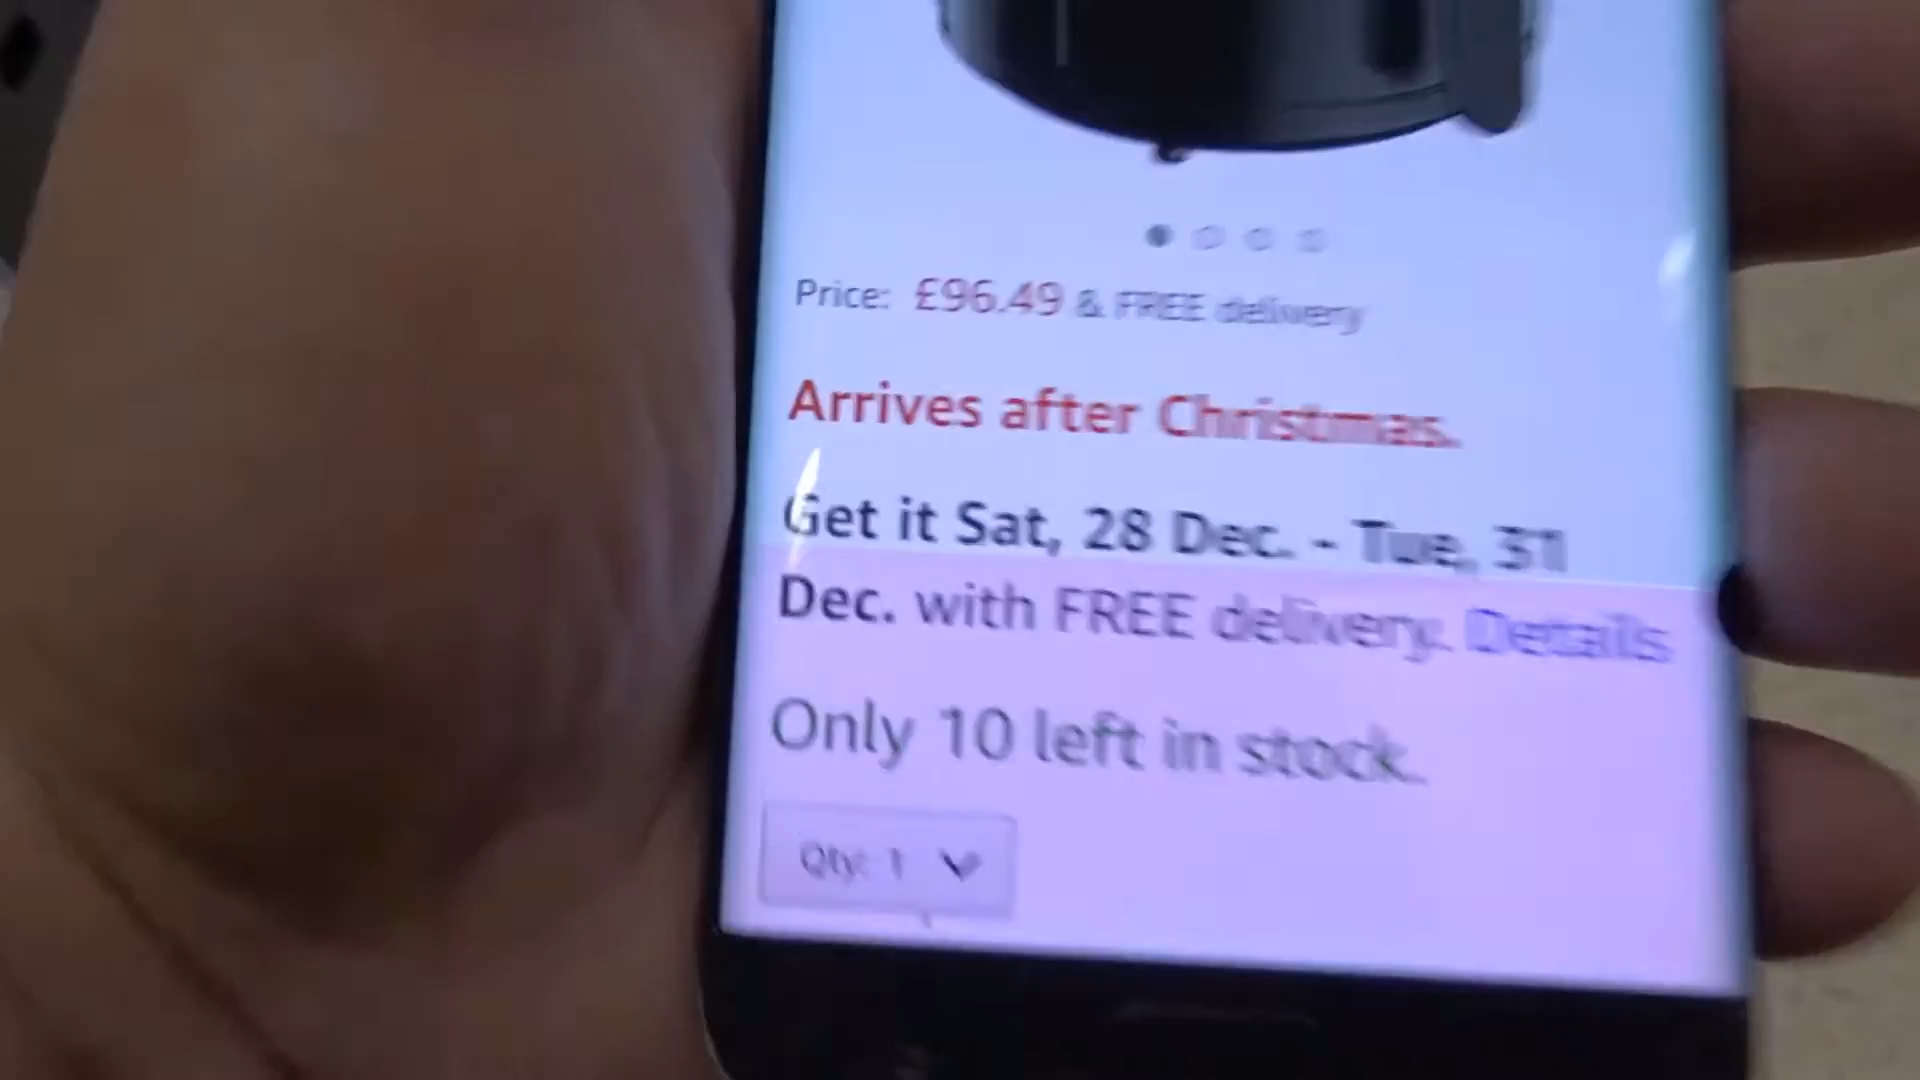 Price: £96.49 & FREE delivery
Arrives after Christmas.
Get it Sat, 28 Dec. - Tue, 31
Dec. with FREE delivery. Details
Only 10 left in stock.
Qty: 1